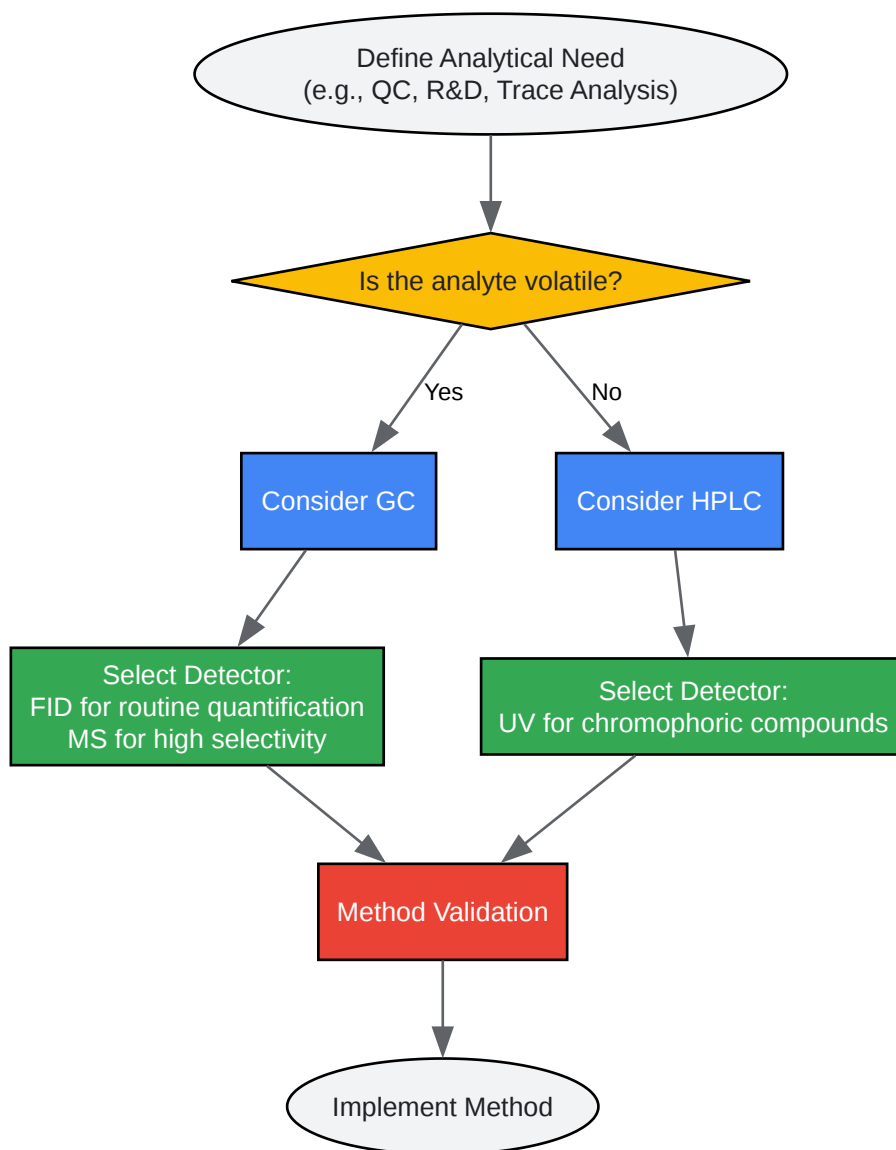 Define Analytical Need
(e.g., QC, R&D, Trace Analysis)
Is the analyte volatile?
Yes
No
Consider GC
Consider HPLC
Select Detector:
FID for routine quantification
MS for high selectivity
Select Detector:
UV for chromophoric compounds
Method Validation
Implement Method